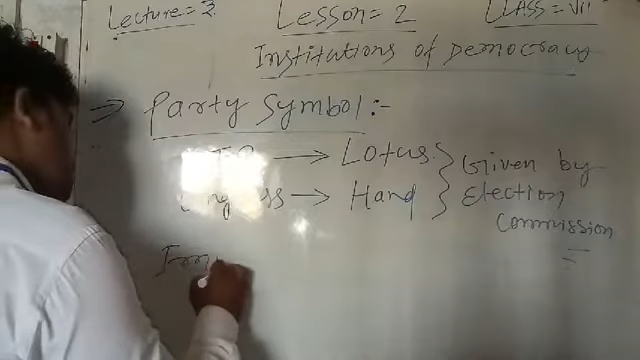 Lecture = 3 Lesson = 2 CLASS = VII
Institutions of Democracy
⇒ Party Symbol :-
→ Lotus } Given by
→ Hand } Election
Commission